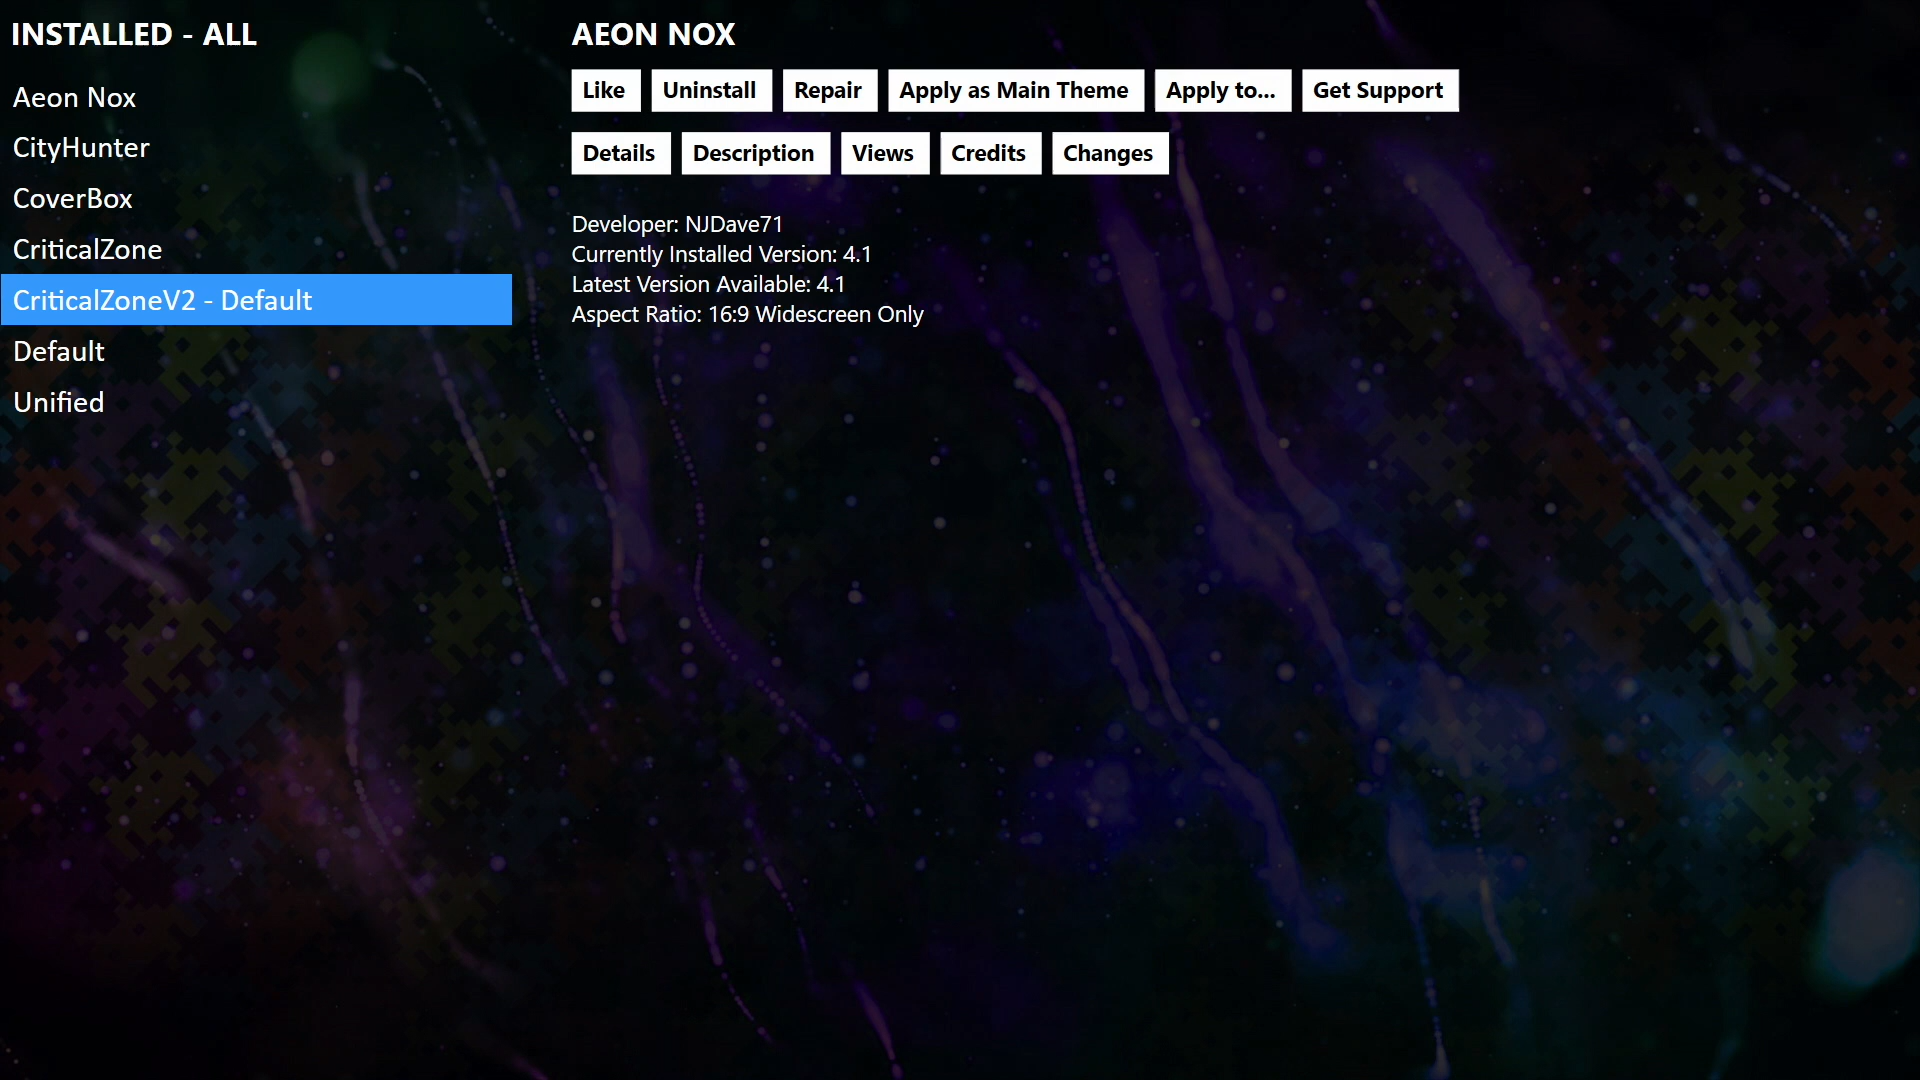 INSTALLED - ALL
Aeon Nox
CityHunter
CoverBox
CriticalZone
CriticalZoneV2 - Default
Default
Unified
AEON NOX
Like Uninstall Repair Apply as Main Theme Apply to... Get Support
Details Description Views Credits Changes
Developer: NJDave71
Currently Installed Version: 4.1
Latest Version Available: 4.1
Aspect Ratio: 16:9 Widescreen Only